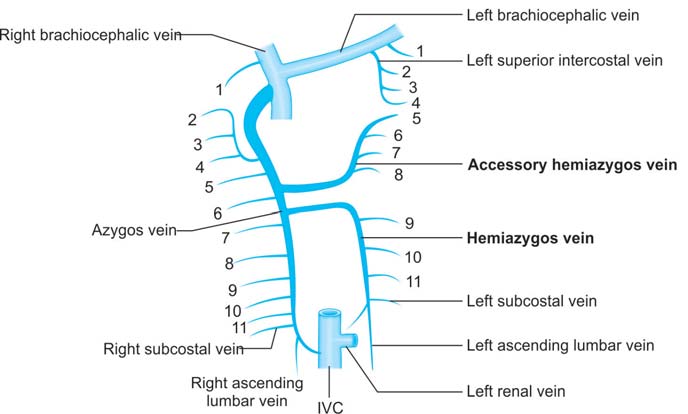 Left brachiocephalic vein
Right brachiocephalic vein
1
Left superior intercostal vein
2
3
4
1
2
3
4
5
6
7
8
9
10
11
5
6
7
8
Accessory hemiazygos vein
Azygos vein
9
Hemiazygos vein
10
11
Left subcostal vein
Right subcostal vein
Left ascending lumbar vein
Right ascending
lumbar vein
Left renal vein
IVC